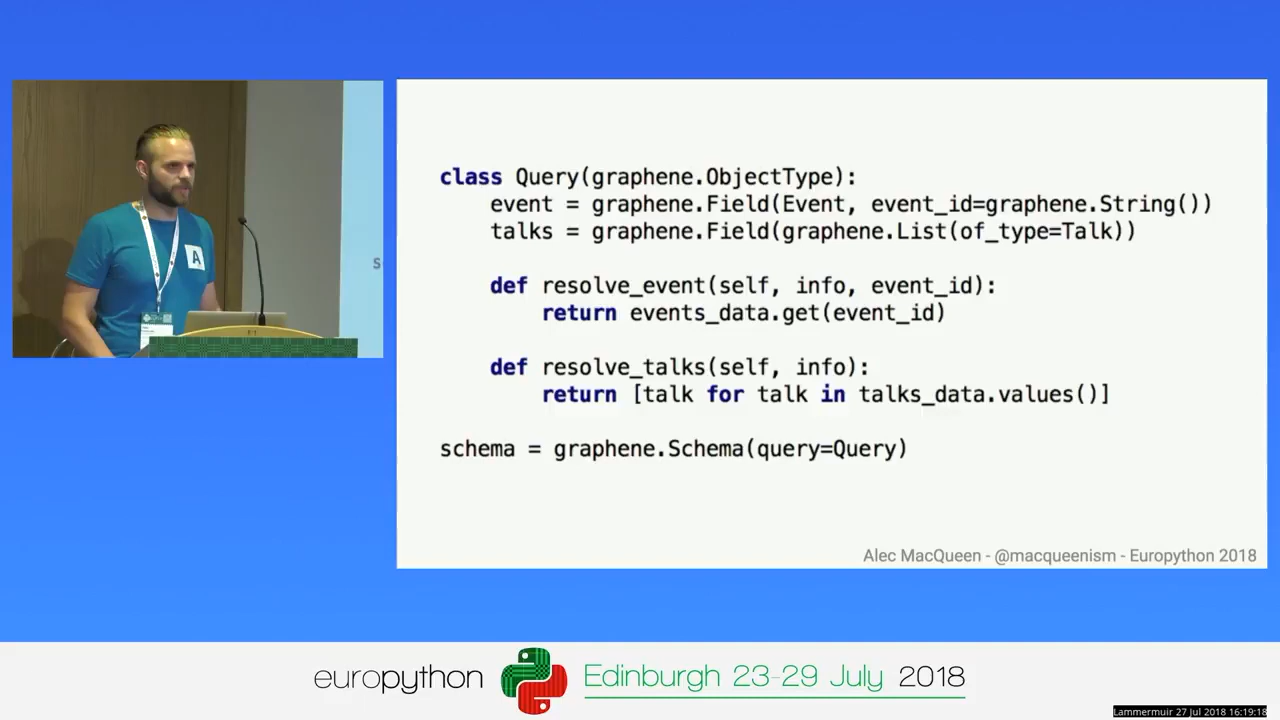 class Query(graphene.ObjectType):
event = graphene.Field(Event, event_id=graphene.String())
talks = graphene.Field(graphene.List(of_type=Talk))
def resolve_event(self, info, event_id):
return events_data.get(event_id)
def resolve_talks(self, info):
return [talk for talk in talks_data.values()]
schema = graphene.Schema(query=Query)
Alec MacQueen - @macqueenism - Europython 2018
A
S
europython Edinburgh 23-29 July 2018
Lammermuir 27 Jul 2018 16:19:18